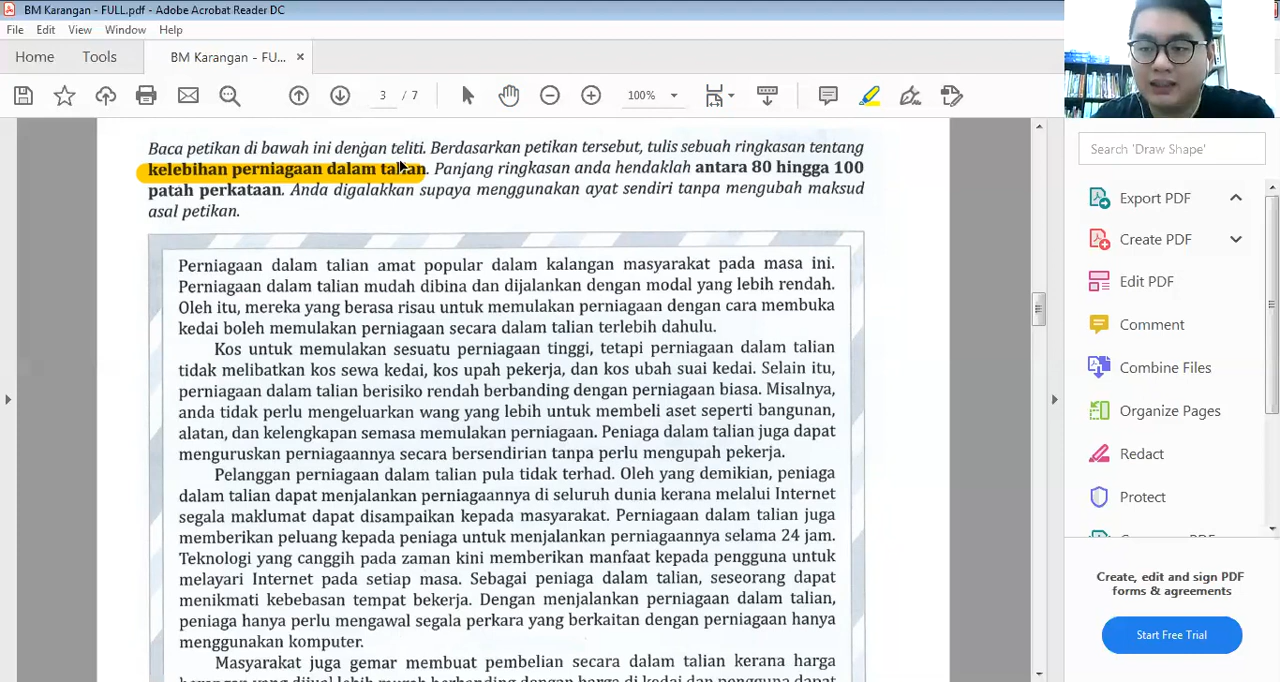 BM Karangan - FULL.pdf - Adobe Acrobat Reader DC
File Edit View Window Help
Home Tools BM Karangan - FU... ×
3 / 7 100%
Baca petikan di bawah ini dengan teliti. Berdasarkan petikan tersebut, tulis sebuah ringkasan tentang
kelebihan perniagaan dalam talian. Panjang ringkasan anda hendaklah antara 80 hingga 100
patah perkataan. Anda digalakkan supaya menggunakan ayat sendiri tanpa mengubah maksud
asal petikan.
Perniagaan dalam talian amat popular dalam kalangan masyarakat pada masa ini.
Perniagaan dalam talian mudah dibina dan dijalankan dengan modal yang lebih rendah.
Oleh itu, mereka yang berasa risau untuk memulakan perniagaan dengan cara membuka
kedai boleh memulakan perniagaan secara dalam talian terlebih dahulu.
Kos untuk memulakan sesuatu perniagaan tinggi, tetapi perniagaan dalam talian
tidak melibatkan kos sewa kedai, kos upah pekerja, dan kos ubah suai kedai. Selain itu,
perniagaan dalam talian berisiko rendah berbanding dengan perniagaan biasa. Misalnya,
anda tidak perlu mengeluarkan wang yang lebih untuk membeli aset seperti bangunan,
alatan, dan kelengkapan semasa memulakan perniagaan. Peniaga dalam talian juga dapat
menguruskan perniagaannya secara bersendirian tanpa perlu mengupah pekerja.
Pelanggan perniagaan dalam talian pula tidak terhad. Oleh yang demikian, peniaga
dalam talian dapat menjalankan perniagaannya di seluruh dunia kerana melalui Internet
segala maklumat dapat disampaikan kepada masyarakat. Perniagaan dalam talian juga
memberikan peluang kepada peniaga untuk menjalankan perniagaannya selama 24 jam.
Teknologi yang canggih pada zaman kini memberikan manfaat kepada pengguna untuk
melayari Internet pada setiap masa. Sebagai peniaga dalam talian, seseorang dapat
menikmati kebebasan tempat bekerja. Dengan menjalankan perniagaan dalam talian,
peniaga hanya perlu mengawal segala perkara yang berkaitan dengan perniagaan hanya
menggunakan komputer.
Masyarakat juga gemar membuat pembelian secara dalam talian kerana harga
barangan yang dijual lebih murah berbanding dengan harga di kedai dan pengguna dapat
Search 'Draw Shape'
Export PDF
Create PDF
Edit PDF
Comment
Combine Files
Organize Pages
Redact
Protect
Create, edit and sign PDF
forms & agreements
Start Free Trial